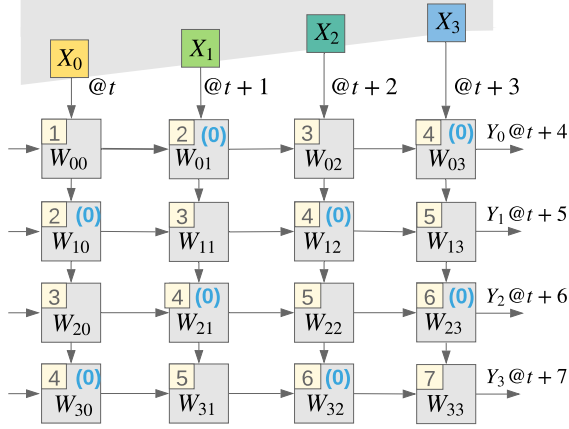 X₀ X₁ X₂ X₃
@t @t + 1 @t + 2 @t + 3
1 2 (0) 3 4 (0)
W₀₀ W₀₁ W₀₂ W₀₃ Y₀@t + 4
2 (0) 3 4 (0) 5
W₁₀ W₁₁ W₁₂ W₁₃ Y₁@t + 5
3 4 (0) 5 6 (0)
W₂₀ W₂₁ W₂₂ W₂₃ Y₂@t + 6
4 (0) 5 6 (0) 7
W₃₀ W₃₁ W₃₂ W₃₃ Y₃@t + 7